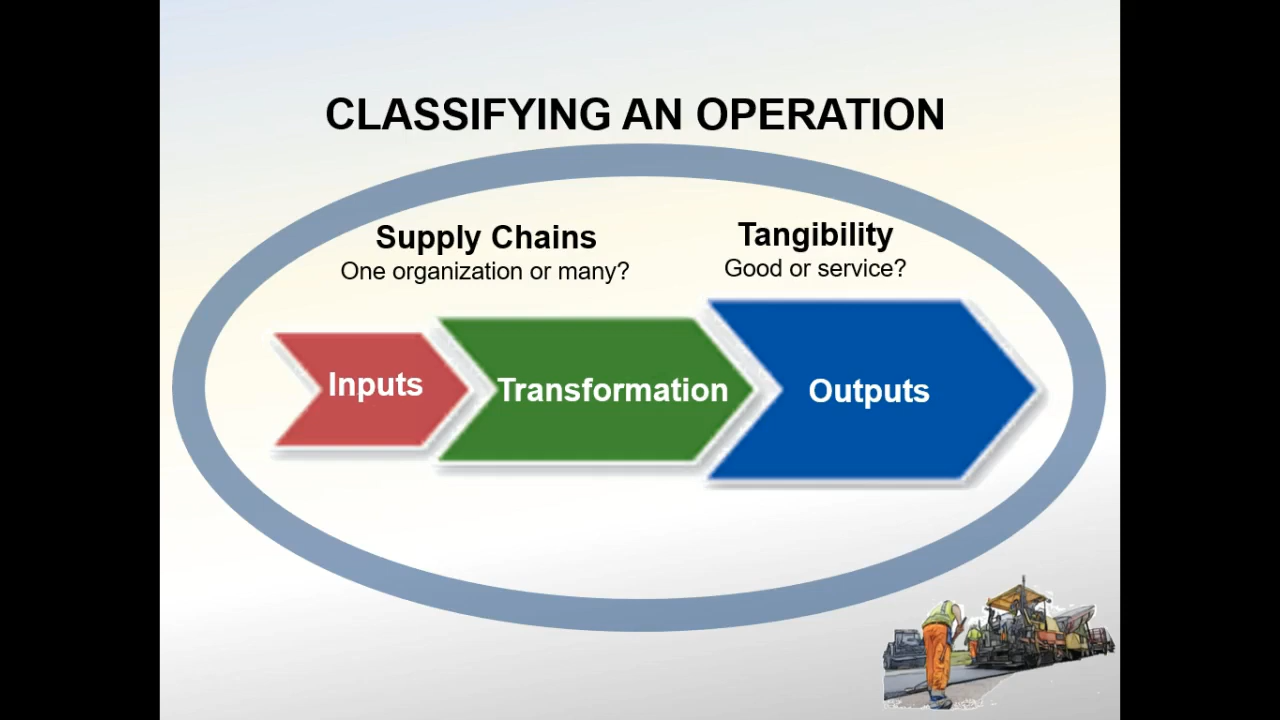 CLASSIFYING AN OPERATION
Supply Chains
One organization or many?
Tangibility
Good or service?
Inputs
Transformation
Outputs